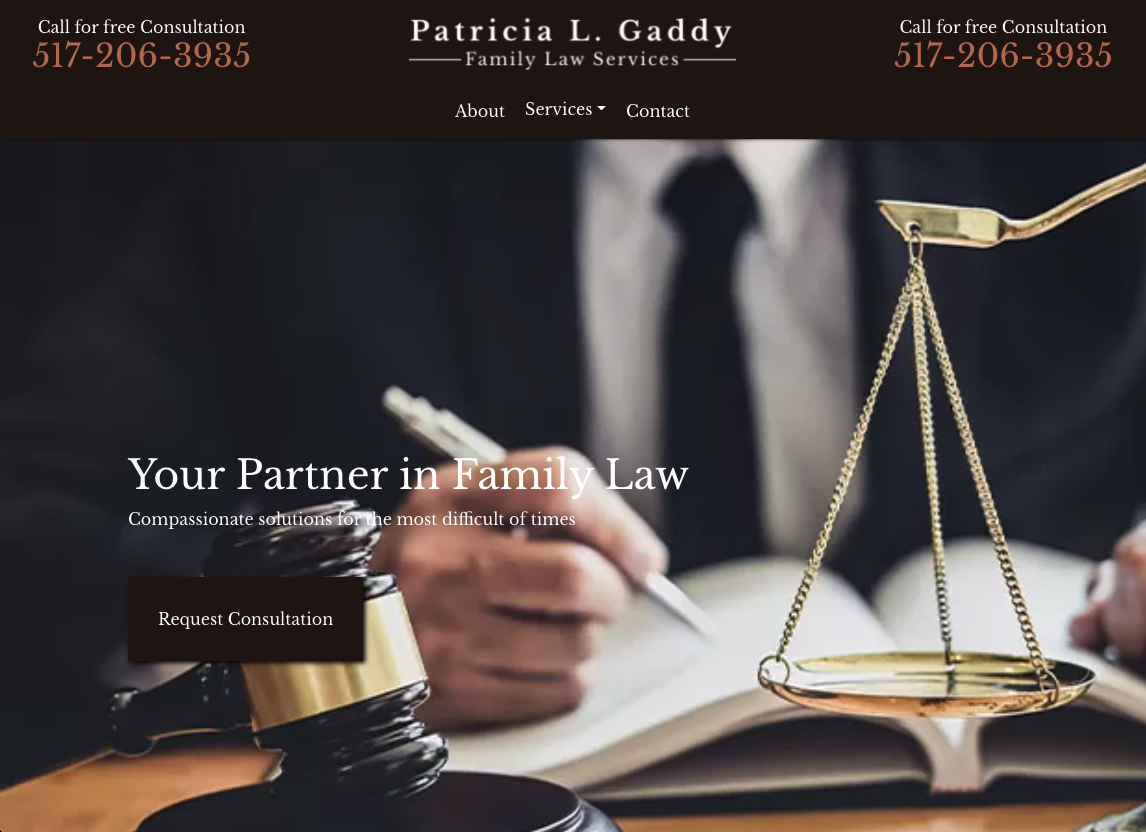 Call for free Consultation
517-206-3935
Patricia L. Gaddy
Family Law Services
Call for free Consultation
517-206-3935
About Services Contact
Your Partner in Family Law
Compassionate solutions for the most difficult of times
Request Consultation